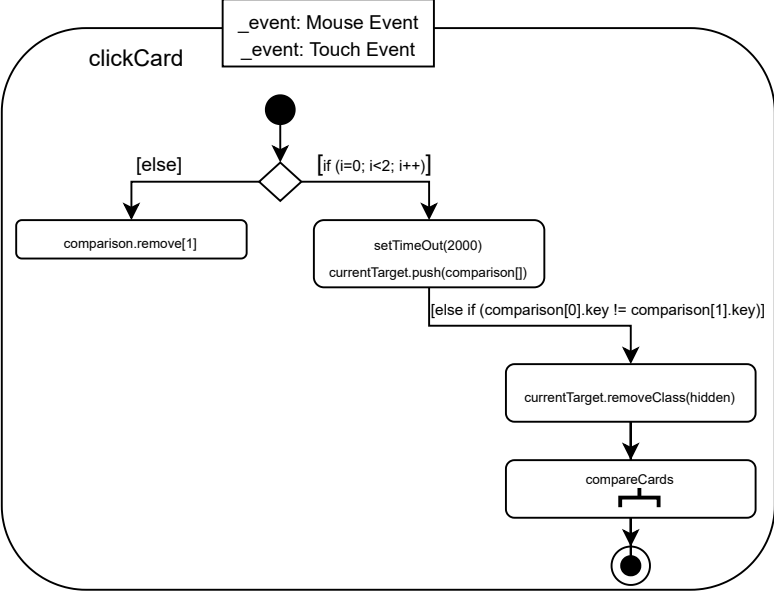 _event: Mouse Event
_event: Touch Event
clickCard
[else]
[if (i=0; i<2; i++)]
comparison.remove[1]
setTimeOut(2000)
currentTarget.push(comparison[])
[else if (comparison[0].key != comparison[1].key)]
currentTarget.removeClass(hidden)
compareCards